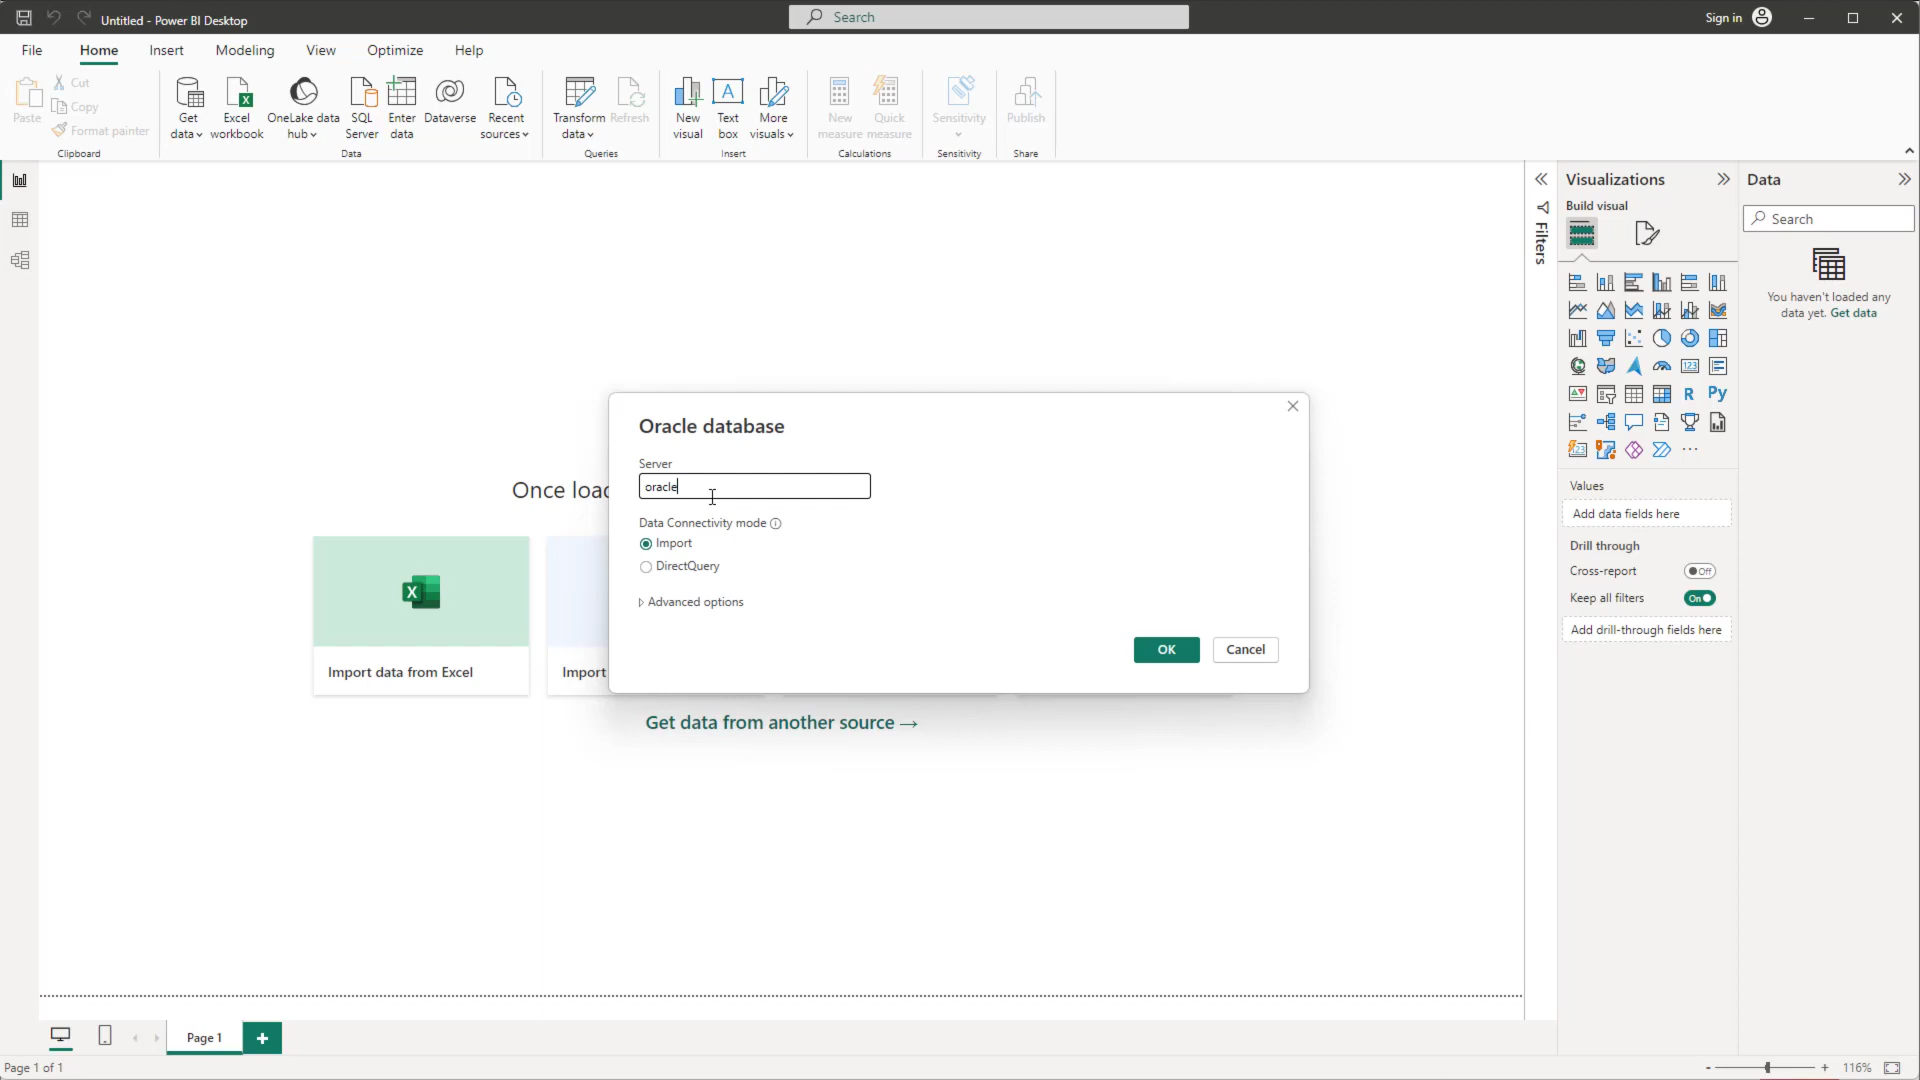 Untitled - Power BI Desktop
Search
Sign in
File Home Insert Modeling View Optimize Help
Paste
Cut
Copy
Format painter
Clipboard
Get data
Excel workbook
OneLake data hub
SQL Server
Enter data
Dataverse
Recent sources
Data
Transform data
Refresh
Queries
New visual
Text box
More visuals
Insert
New measure
Quick measure
Calculations
Sensitivity
Sensitivity
Publish
Share
Once load
Import data from Excel
Import
Get data from another source →
Oracle database
Server
oracle
Data Connectivity mode
Import
DirectQuery
Advanced options
OK
Cancel
Filters
Visualizations
Build visual
R
Py
123
Values
Add data fields here
Drill through
Cross-report
Off
Keep all filters
On
Add drill-through fields here
Data
Search
You haven't loaded any
data yet. Get data
Page 1
Page 1 of 1
- + 116%